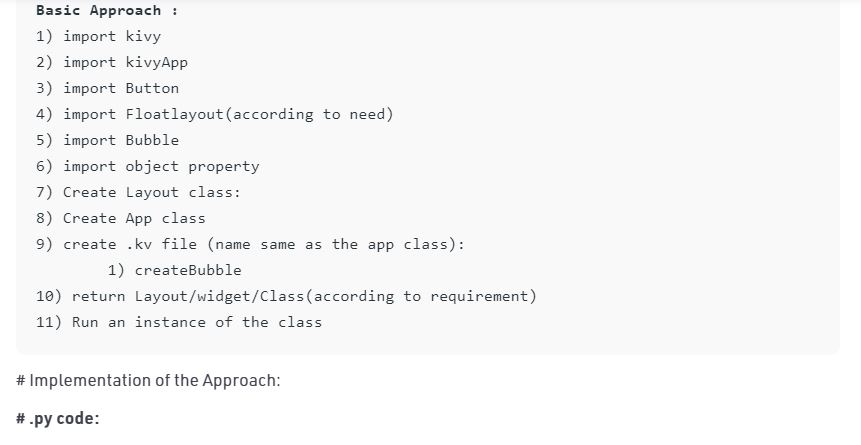 Basic Approach :
1) import kivy
2) import kivyApp
3) import Button
4) import Floatlayout(according to need)
5) import Bubble
6) import object property
7) Create Layout class:
8) Create App class
9) create .kv file (name same as the app class):
1) createBubble
10) return Layout/widget/Class(according to requirement)
11) Run an instance of the class
# Implementation of the Approach:
# .py code: